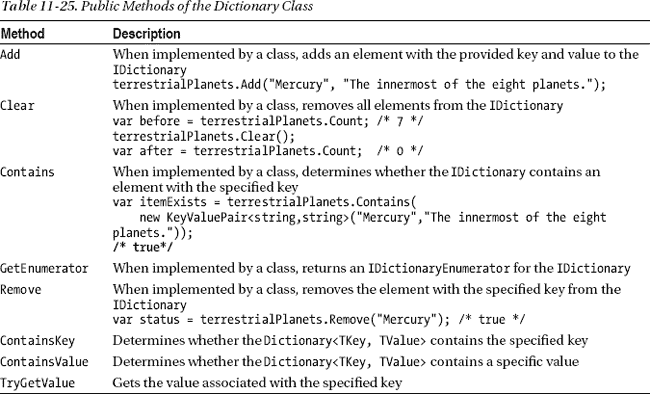 Table 11-25. Public Methods of the Dictionary Class
Method Description
Add When implemented by a class, adds an element with the provided key and value to the
IDictionary
terrestrialPlanets.Add("Mercury", "The innermost of the eight planets.");
Clear When implemented by a class, removes all elements from the IDictionary
var before = terrestrialPlanets.Count; /* 7 */
terrestrialPlanets.Clear();
var after = terrestrialPlanets.Count; /* 0 */
Contains When implemented by a class, determines whether the IDictionary contains an
element with the specified key
var itemExists = terrestrialPlanets.Contains(
new KeyValuePair<string,string>("Mercury","The innermost of the eight
planets."));
/* true*/
GetEnumerator When implemented by a class, returns an IDictionaryEnumerator for the IDictionary
Remove When implemented by a class, removes the element with the specified key from the
IDictionary
var status = terrestrialPlanets.Remove("Mercury"); /* true */
ContainsKey Determines whether the Dictionary<TKey, TValue> contains the specified key
ContainsValue Determines whether the Dictionary<TKey, TValue> contains a specific value
TryGetValue Gets the value associated with the specified key